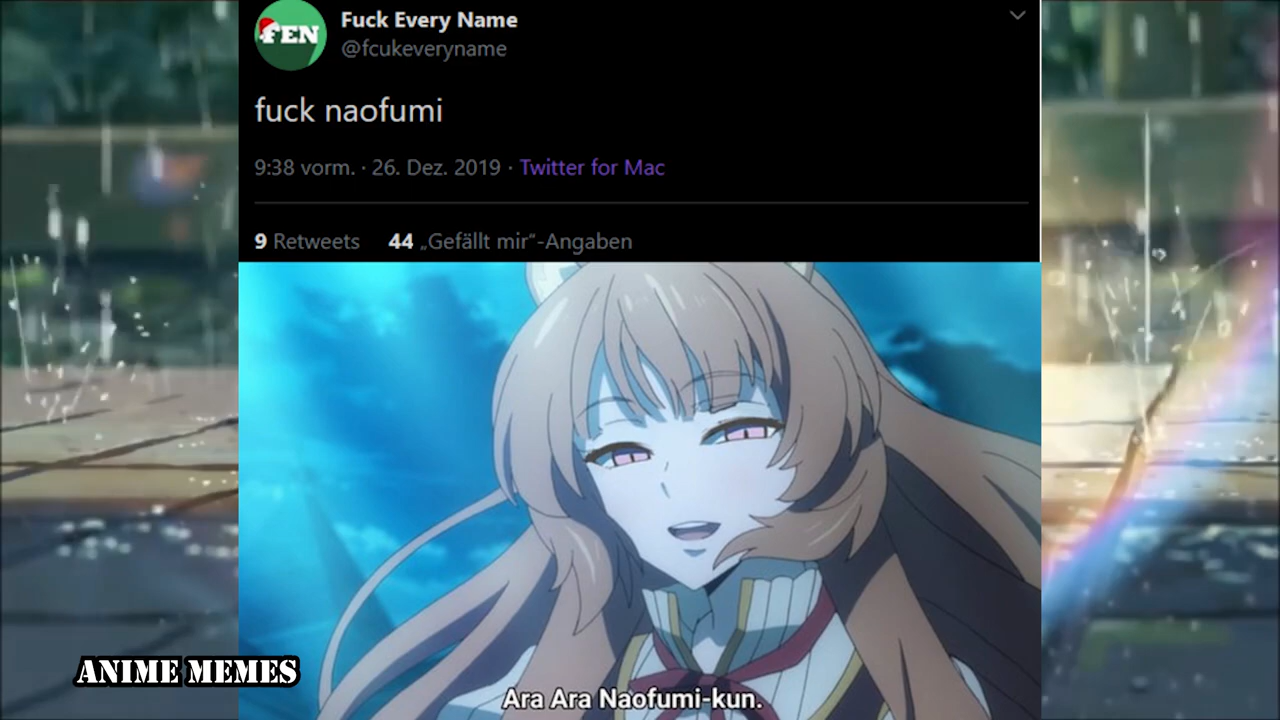 FEN
Fuck Every Name
@fcukeveryname
fuck naofumi
9:38 vorm. · 26. Dez. 2019 · Twitter for Mac
9 Retweets 44 „Gefällt mir“-Angaben
ANIME MEMES
Ara Ara Naofumi-kun.